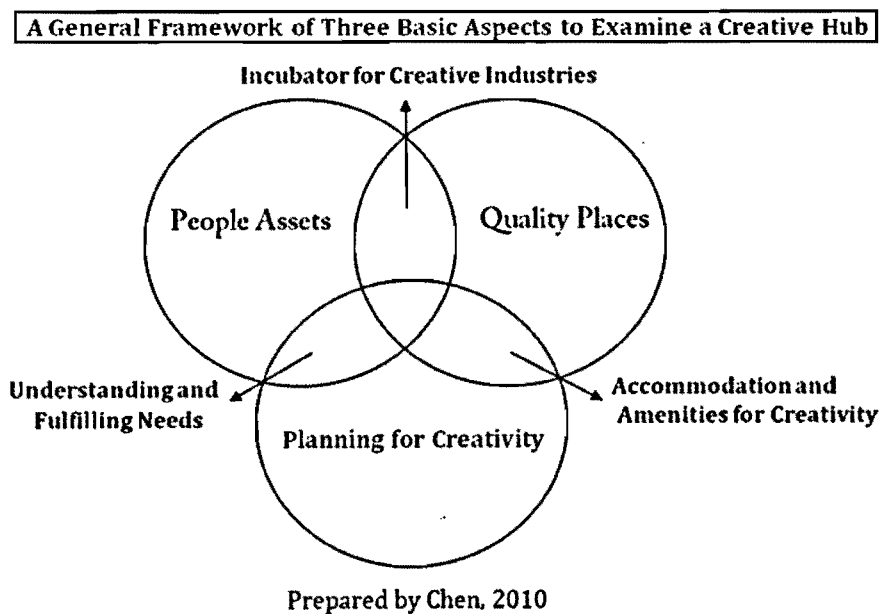 A General Framework of Three Basic Aspects to Examine a Creative Hub
Incubator for Creative Industries
People Assets
Quality Places
Understanding and
Fulfilling Needs
Accommodation and
Amenities for Creativity
Planning for Creativity
Prepared by Chen, 2010